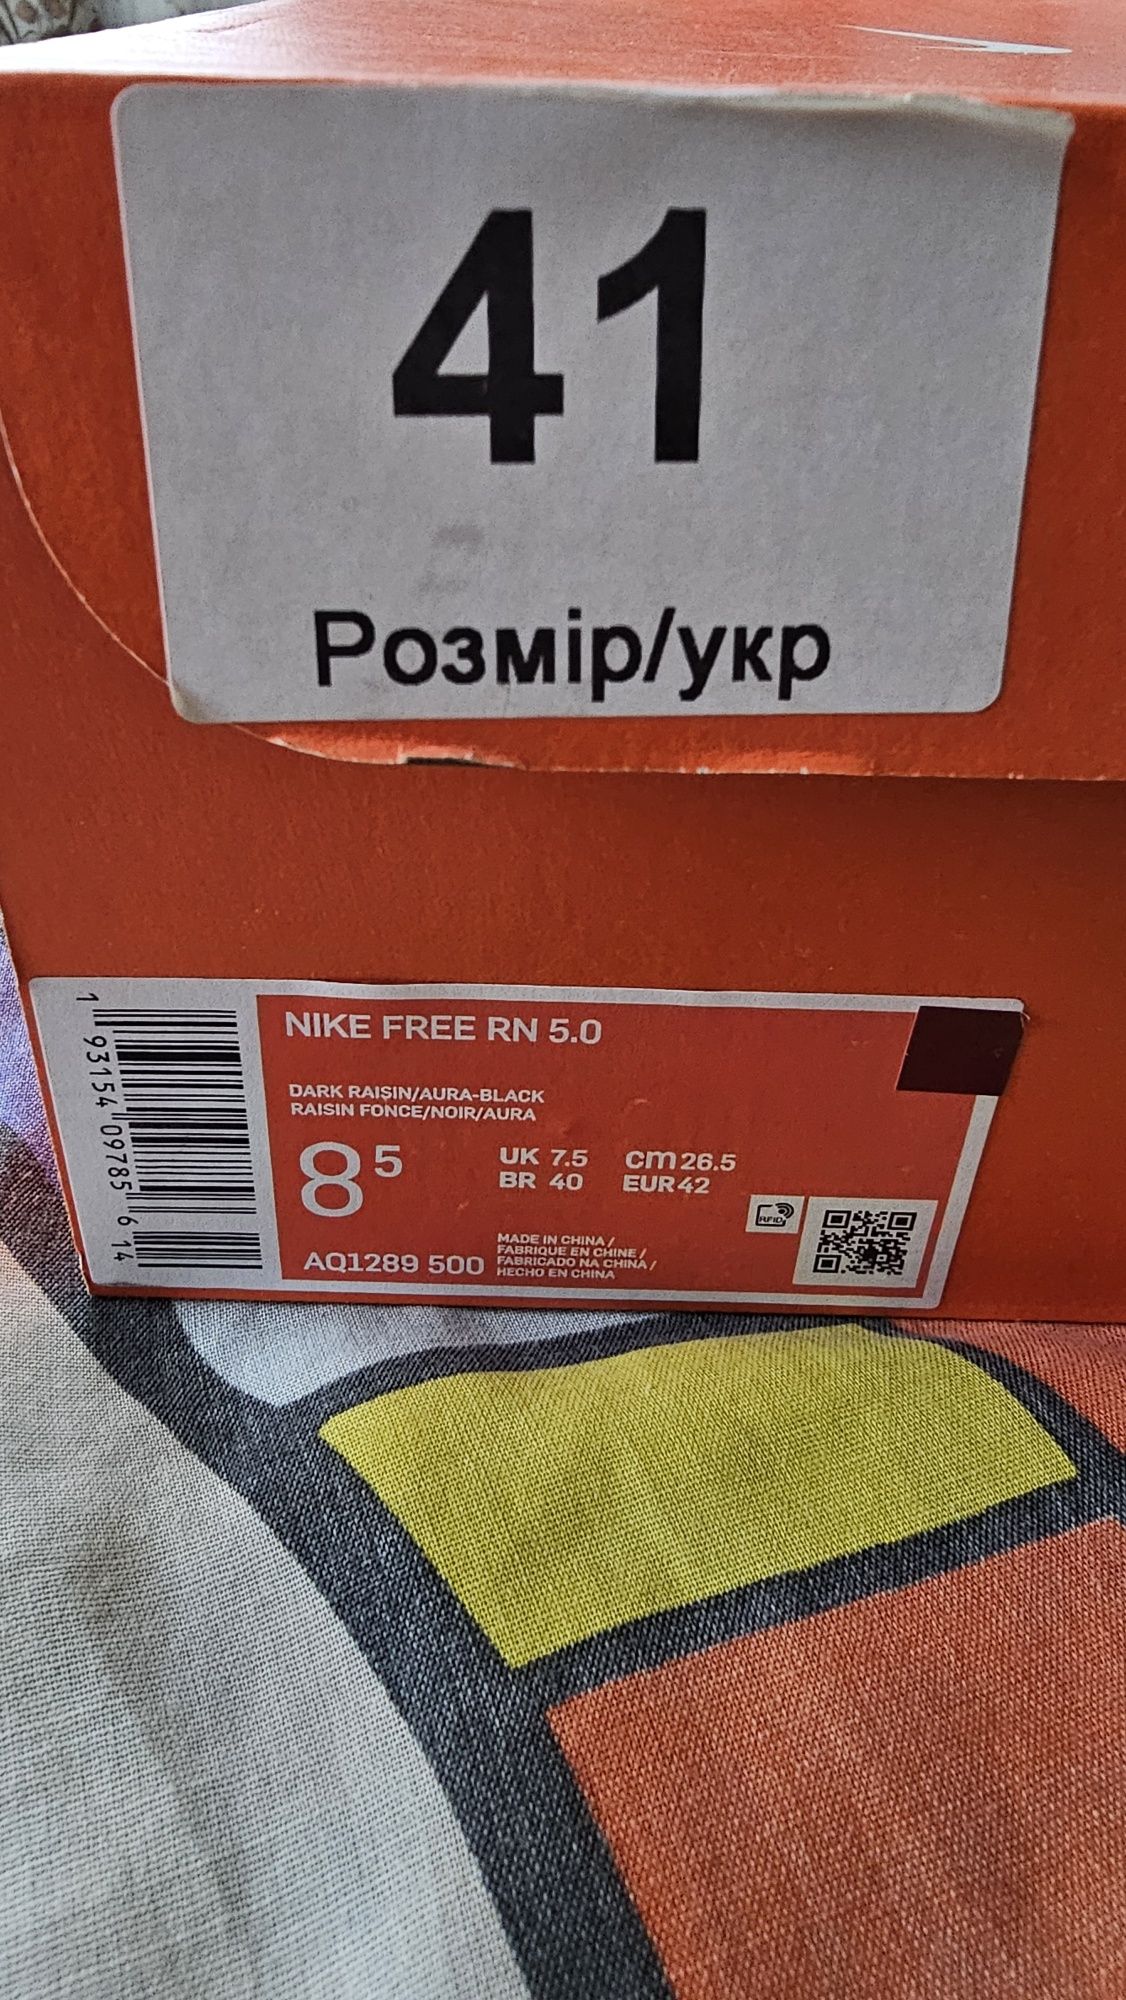 41
Розмір/укр
NIKE FREE RN 5.0
DARK RAISIN/AURA-BLACK
RAISIN FONCE/NOIR/AURA
8 5
UK 7.5 cm 26.5
BR 40 EUR 42
RFID
AQ1289 500
MADE IN CHINA /
FABRIQUE EN CHINE /
FABRICADO NA CHINA /
HECHO EN CHINA
1 93154 09785 6 14